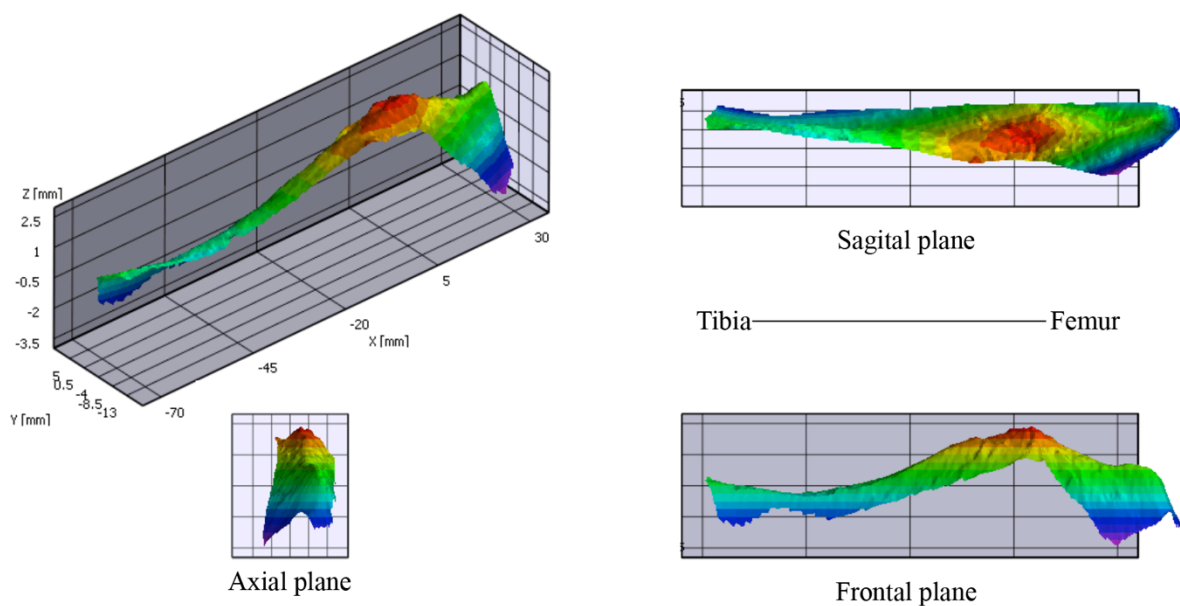 Z [mm]
2.5
1
-0.5
-2
-3.5
5
0.5
-4
-8.5
-13
Y [mm]
-70
-45
-20
X [mm]
5
30
Sagital plane
Tibia
Femur
Axial plane
Frontal plane